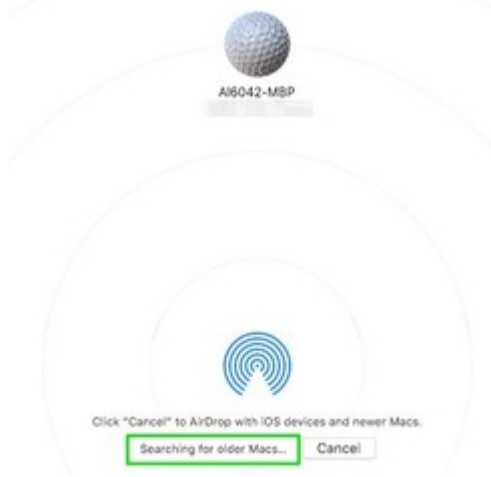 AI6042-MBP
Click "Cancel" to AirDrop with iOS devices and newer Macs.
Searching for older Macs... Cancel